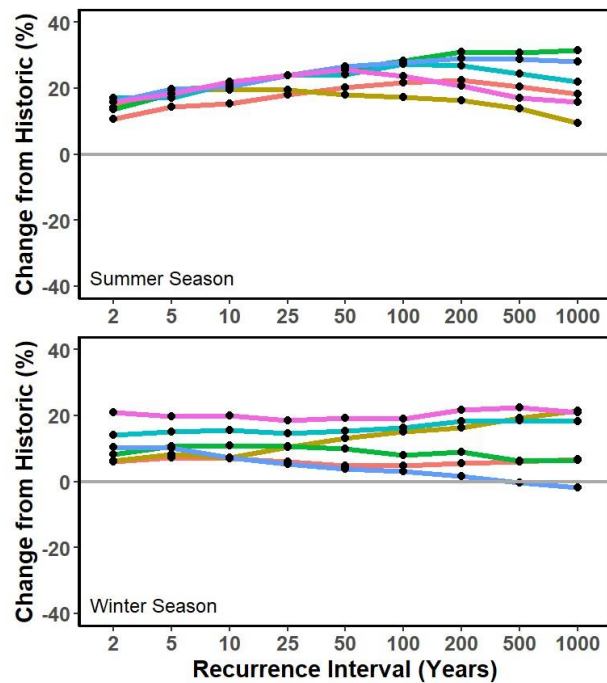 Change from Historic (%)
40
20
0
-20
-40
Summer Season
2 5 10 25 50 100 200 500 1000
Change from Historic (%)
40
20
0
-20
-40
Winter Season
2 5 10 25 50 100 200 500 1000
Recurrence Interval (Years)